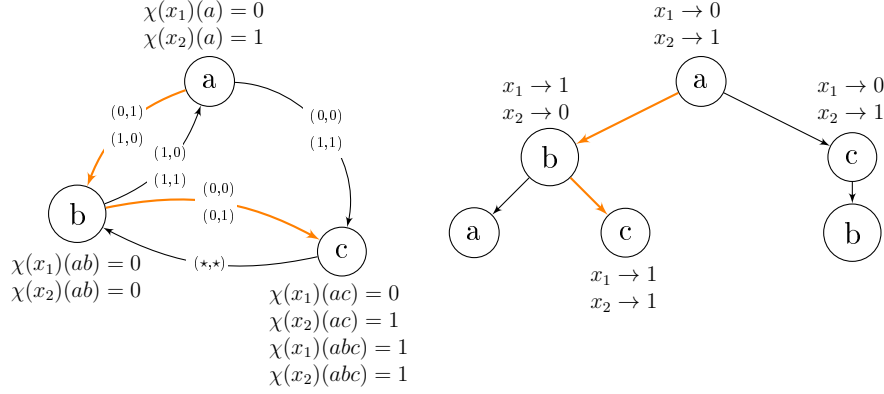 χ(x₁)(a) = 0
χ(x₂)(a) = 1
a
(0,1)
(1,0)
(0,0)
(1,1)
(1,0)
(1,1)
(0,0)
(0,1)
b
c
(⋆,⋆)
χ(x₁)(ab) = 0
χ(x₂)(ab) = 0
χ(x₁)(ac) = 0
χ(x₂)(ac) = 1
χ(x₁)(abc) = 1
χ(x₂)(abc) = 1
x₁ → 0
x₂ → 1
a
x₁ → 1
x₂ → 0
b
x₁ → 0
x₂ → 1
c
a
c
b
x₁ → 1
x₂ → 1